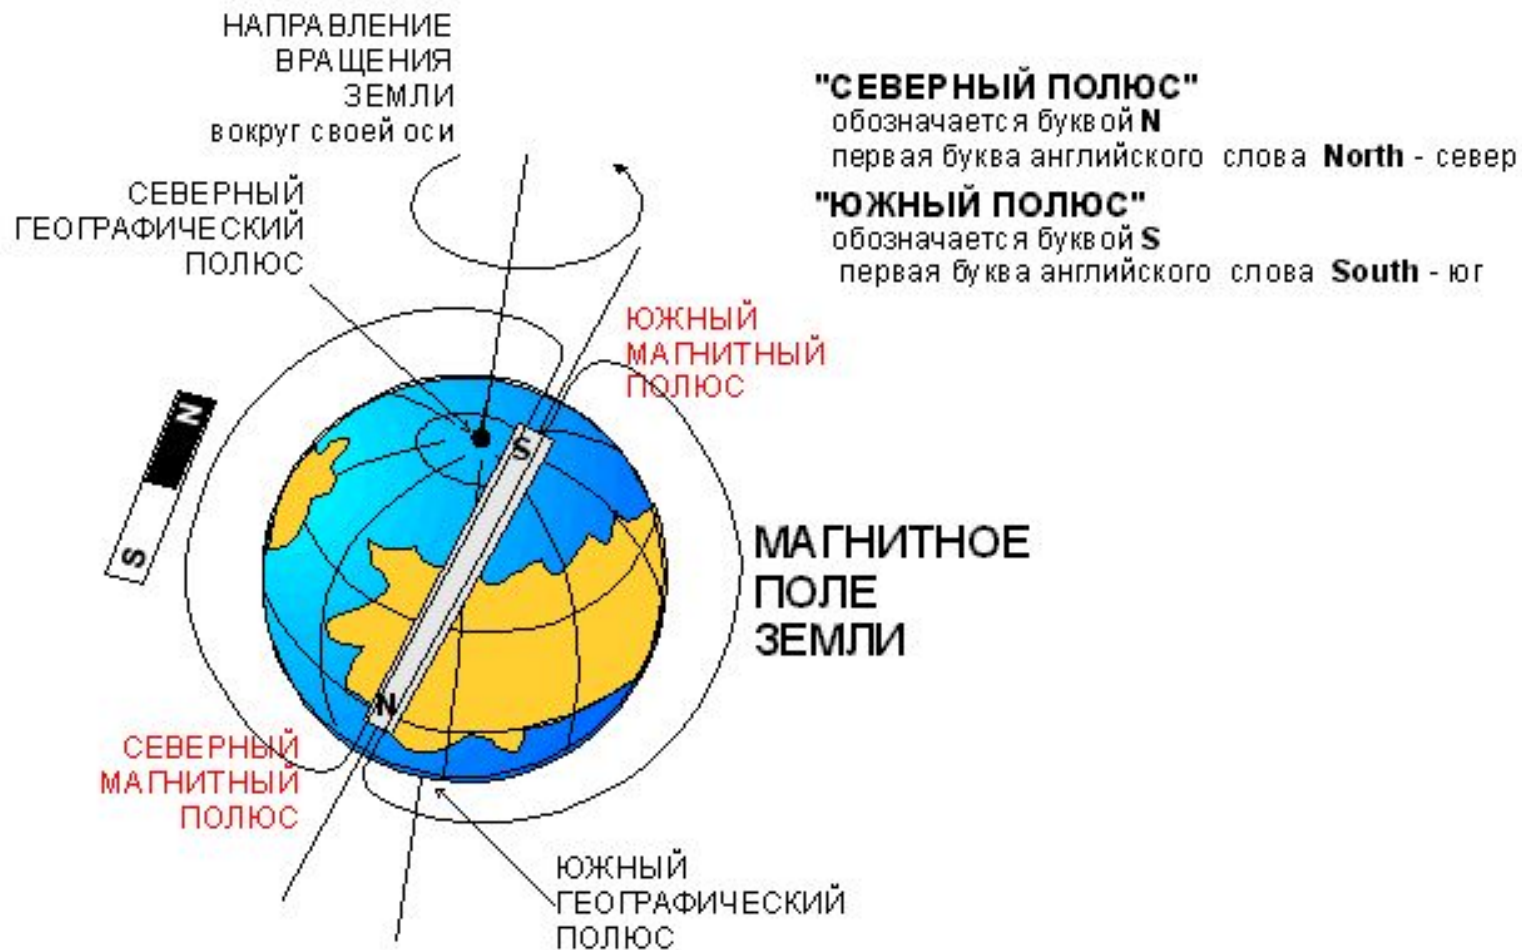 НАПРАВЛЕНИЕ
ВРАЩЕНИЯ
ЗЕМЛИ
вокруг своей оси
"СЕВЕРНЫЙ ПОЛЮС"
обозначается буквой N
первая буква английского слова North - север
"ЮЖНЫЙ ПОЛЮС"
обозначается буквой S
первая буква английского слова South - юг
СЕВЕРНЫЙ
ГЕОГРАФИЧЕСКИЙ
ПОЛЮС
ЮЖНЫЙ
МАГНИТНЫЙ
ПОЛЮС
N
S
S
N
МАГНИТНОЕ
ПОЛЕ
ЗЕМЛИ
СЕВЕРНЫЙ
МАГНИТНЫЙ
ПОЛЮС
ЮЖНЫЙ
ГЕОГРАФИЧЕСКИЙ
ПОЛЮС